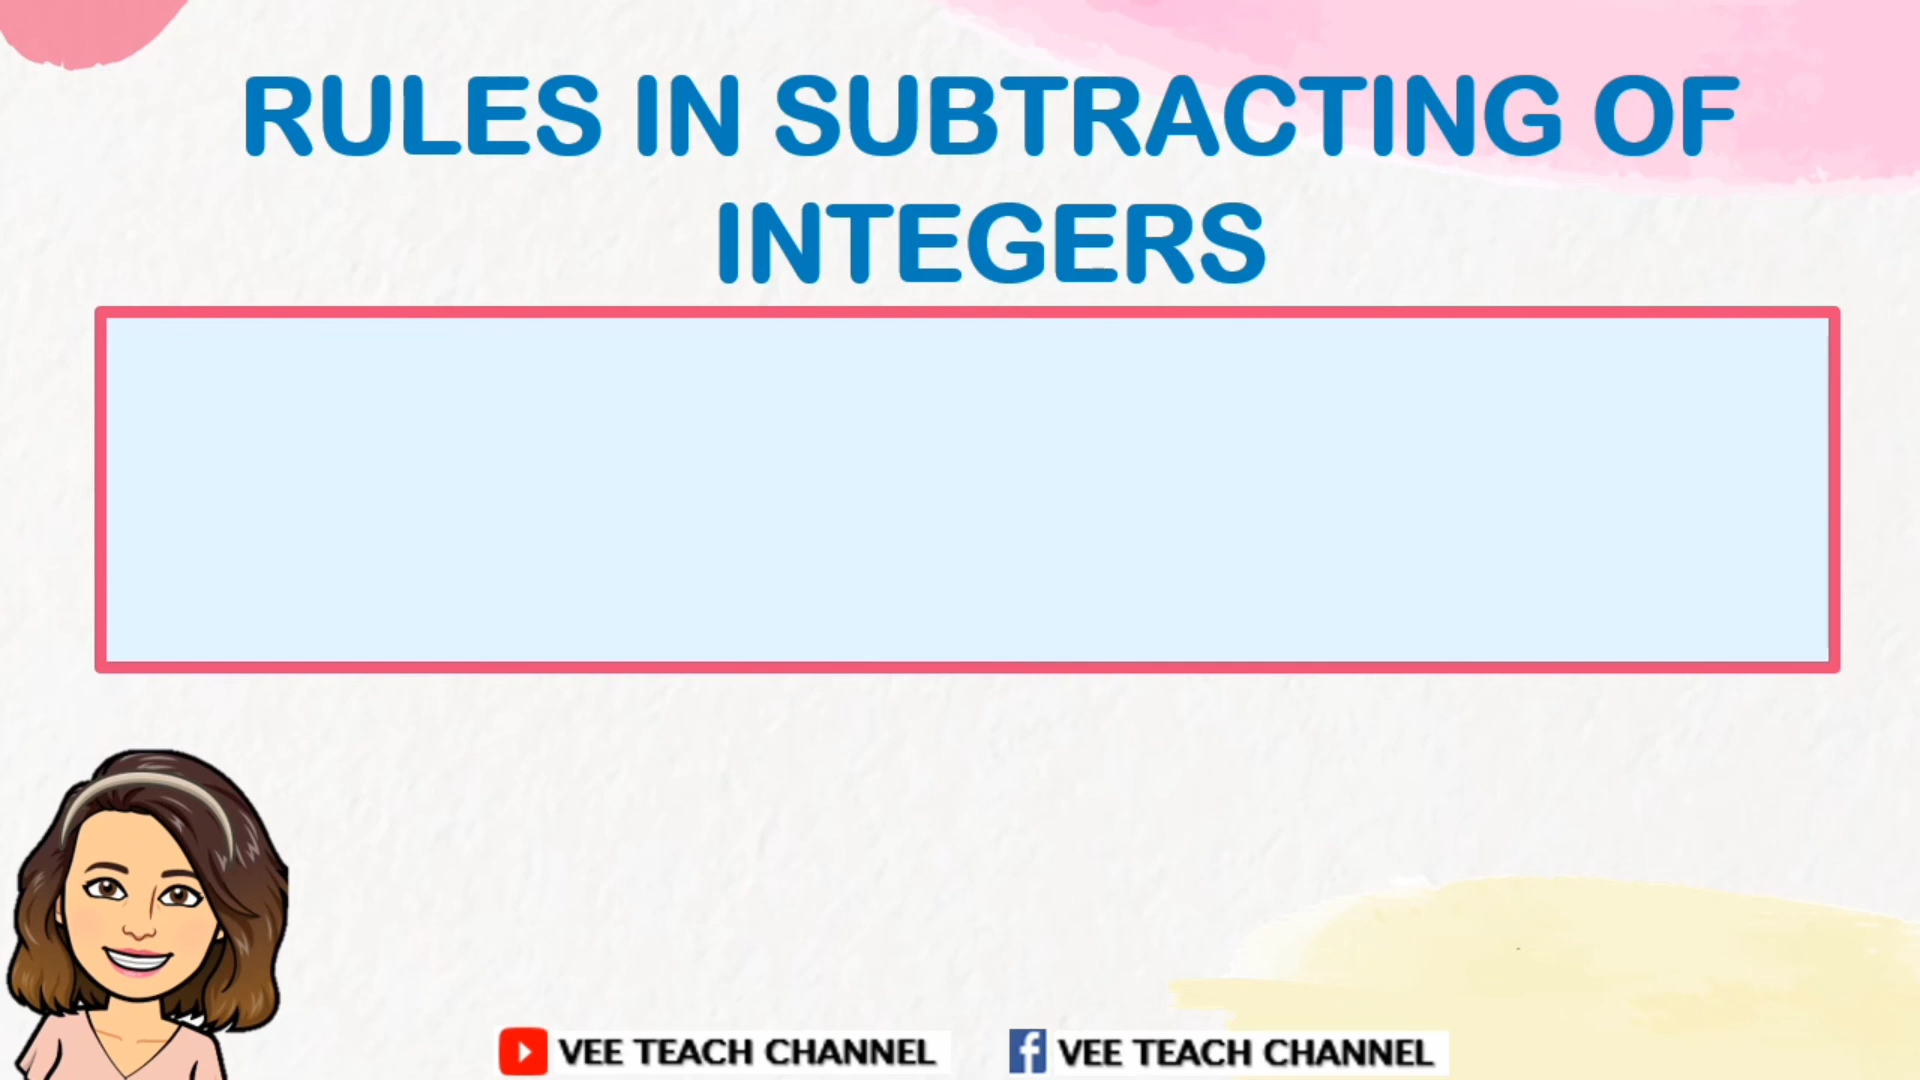 RULES IN SUBTRACTING OF
INTEGERS
VEE TEACH CHANNEL
VEE TEACH CHANNEL